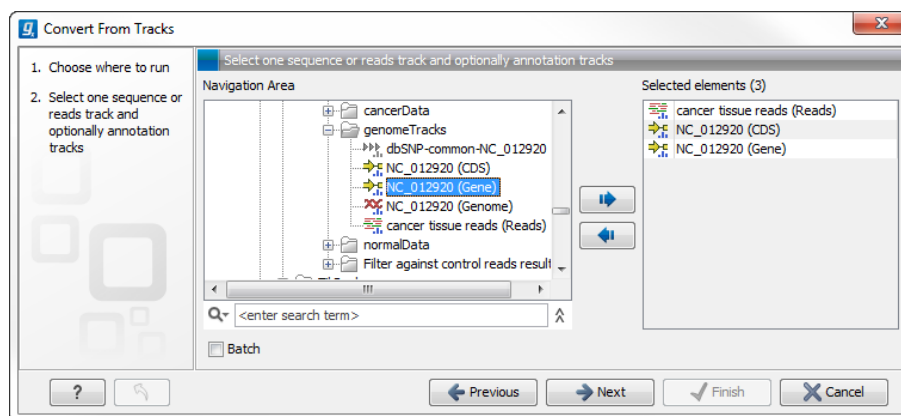 Convert From Tracks
1. Choose where to run
2. Select one sequence or
reads track and
optionally annotation
tracks
Select one sequence or reads track and optionally annotation tracks
Navigation Area
cancerData
genomeTracks
dbSNP-common-NC_012920
NC_012920 (CDS)
NC_012920 (Gene)
NC_012920 (Genome)
cancer tissue reads (Reads)
normalData
Filter against control reads result
<enter search term>
Batch
Selected elements (3)
cancer tissue reads (Reads)
NC_012920 (CDS)
NC_012920 (Gene)
?
Previous
Next
Finish
Cancel